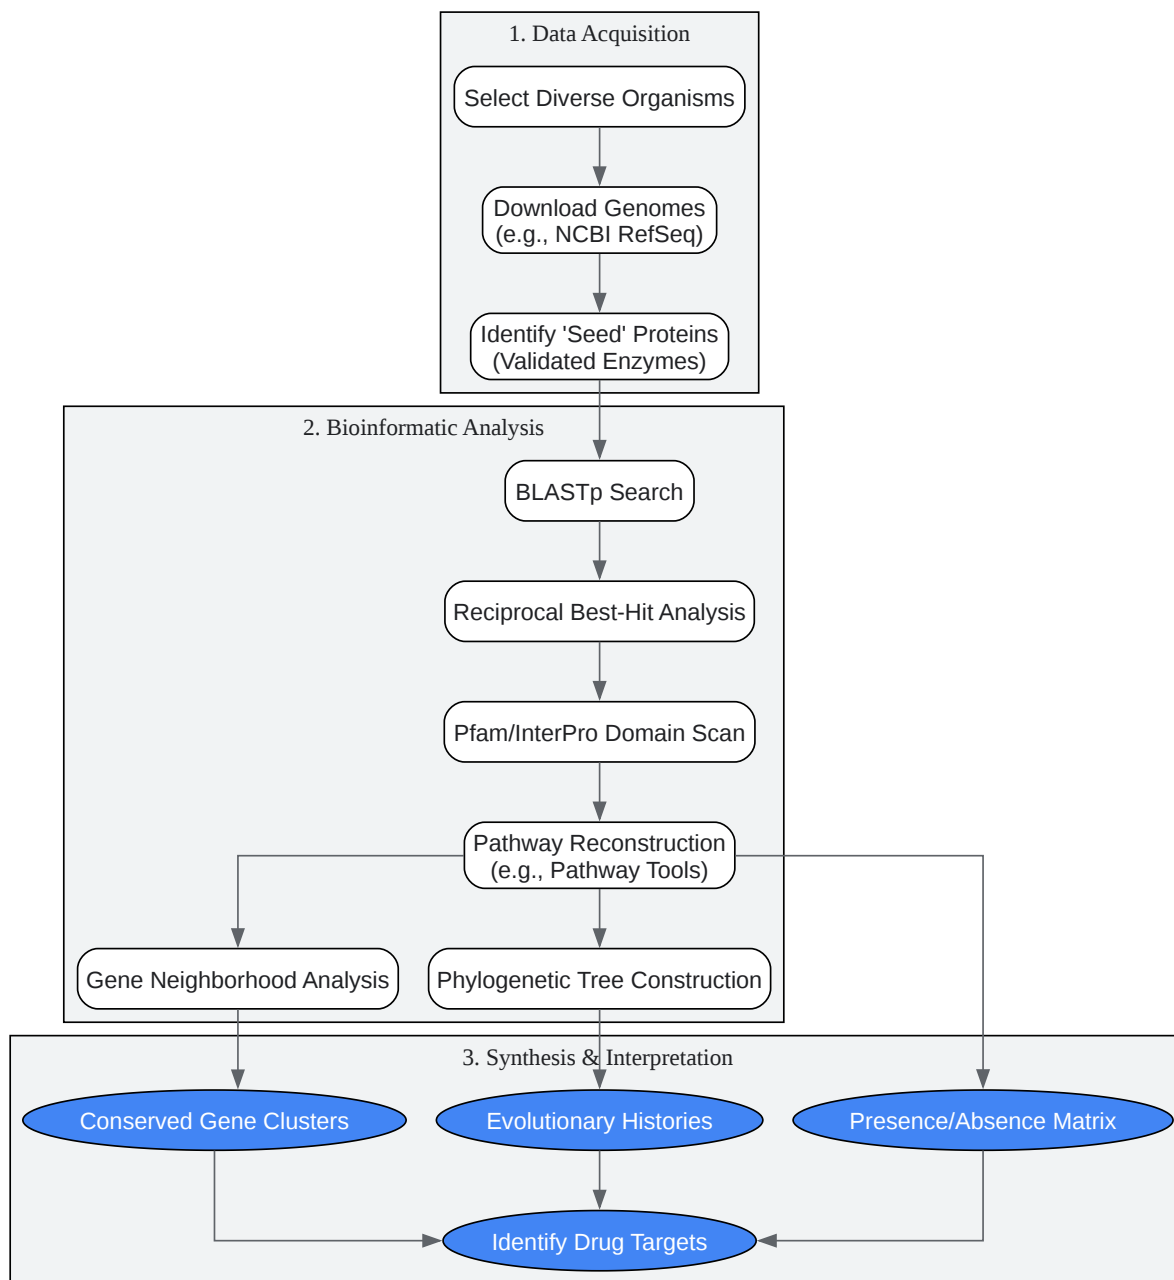 1. Data Acquisition
Select Diverse Organisms
Download Genomes
(e.g., NCBI RefSeq)
Identify 'Seed' Proteins
(Validated Enzymes)
2. Bioinformatic Analysis
BLASTp Search
Reciprocal Best-Hit Analysis
Pfam/InterPro Domain Scan
Pathway Reconstruction
(e.g., Pathway Tools)
Gene Neighborhood Analysis
Phylogenetic Tree Construction
3. Synthesis & Interpretation
Conserved Gene Clusters
Evolutionary Histories
Presence/Absence Matrix
Identify Drug Targets